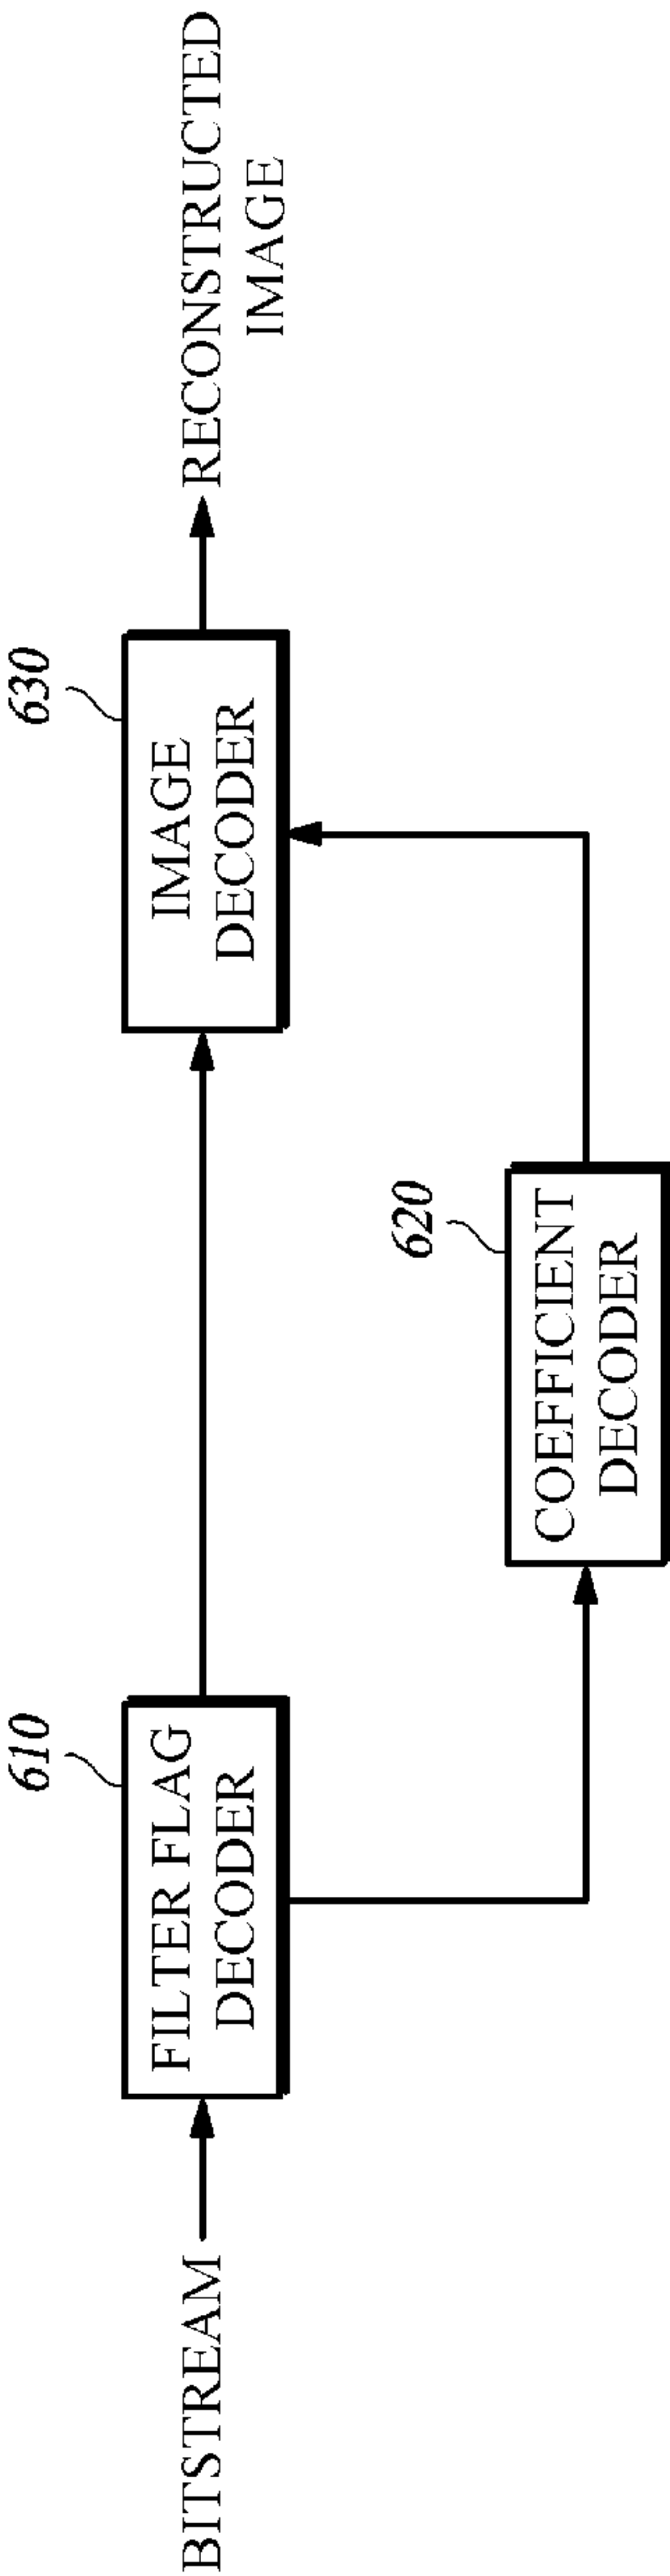 BITSTREAM
610
FILTER FLAG
DECODER
620
COEFFICIENT
DECODER
630
IMAGE
DECODER
RECONSTRUCTED
IMAGE